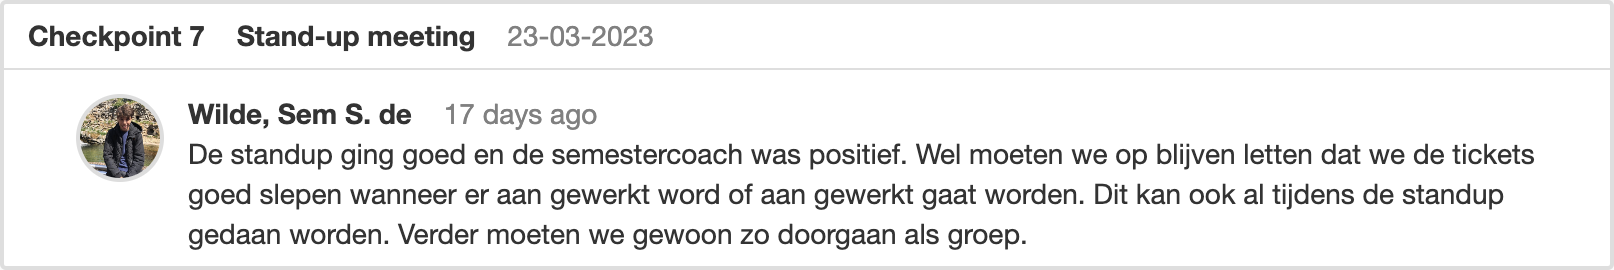 Checkpoint 7 Stand-up meeting 23-03-2023
Wilde, Sem S. de 17 days ago
De standup ging goed en de semestercoach was positief. Wel moeten we op blijven letten dat we de tickets
goed slepen wanneer er aan gewerkt word of aan gewerkt gaat worden. Dit kan ook al tijdens de standup
gedaan worden. Verder moeten we gewoon zo doorgaan als groep.